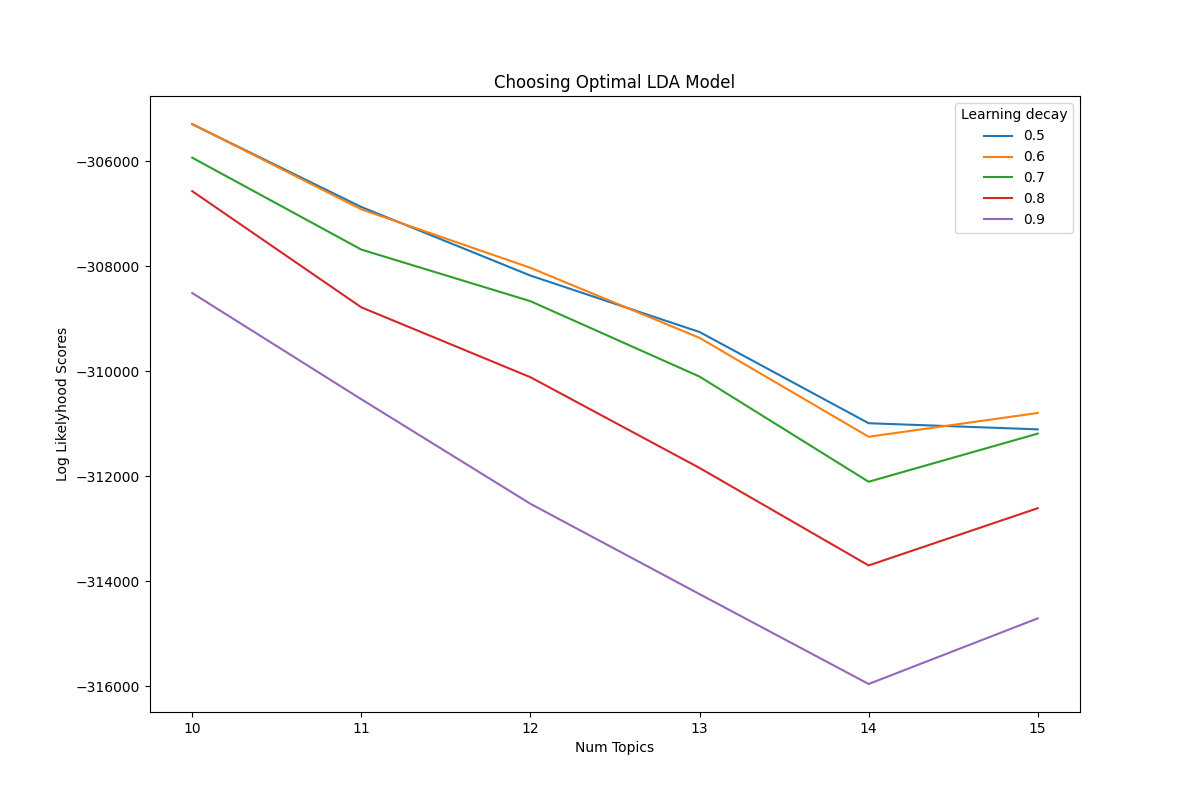 Choosing Optimal LDA Model
Learning decay
0.5
0.6
0.7
0.8
0.9
Log Likelyhood Scores
−306000
−308000
−310000
−312000
−314000
−316000
10 11 12 13 14 15
Num Topics